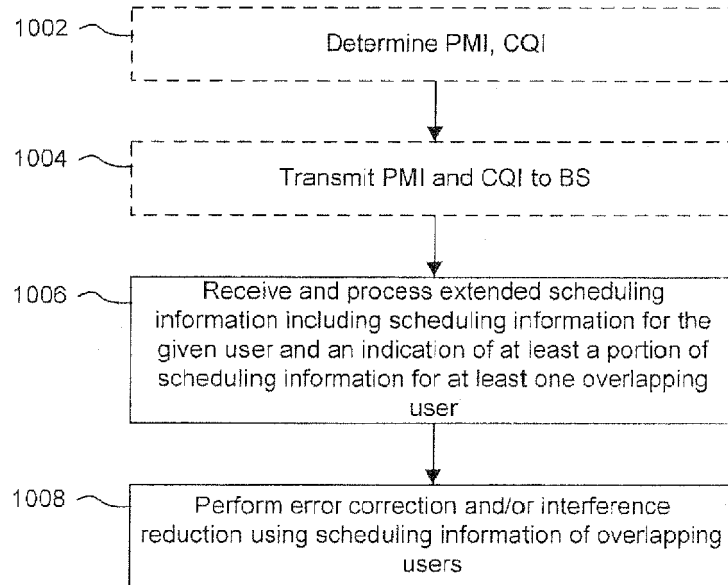 1002
Determine PMI, CQI
1004
Transmit PMI and CQI to BS
1006
Receive and process extended scheduling
information including scheduling information for the
given user and an indication of at least a portion of
scheduling information for at least one overlapping
user
1008
Perform error correction and/or interference
reduction using scheduling information of overlapping
users